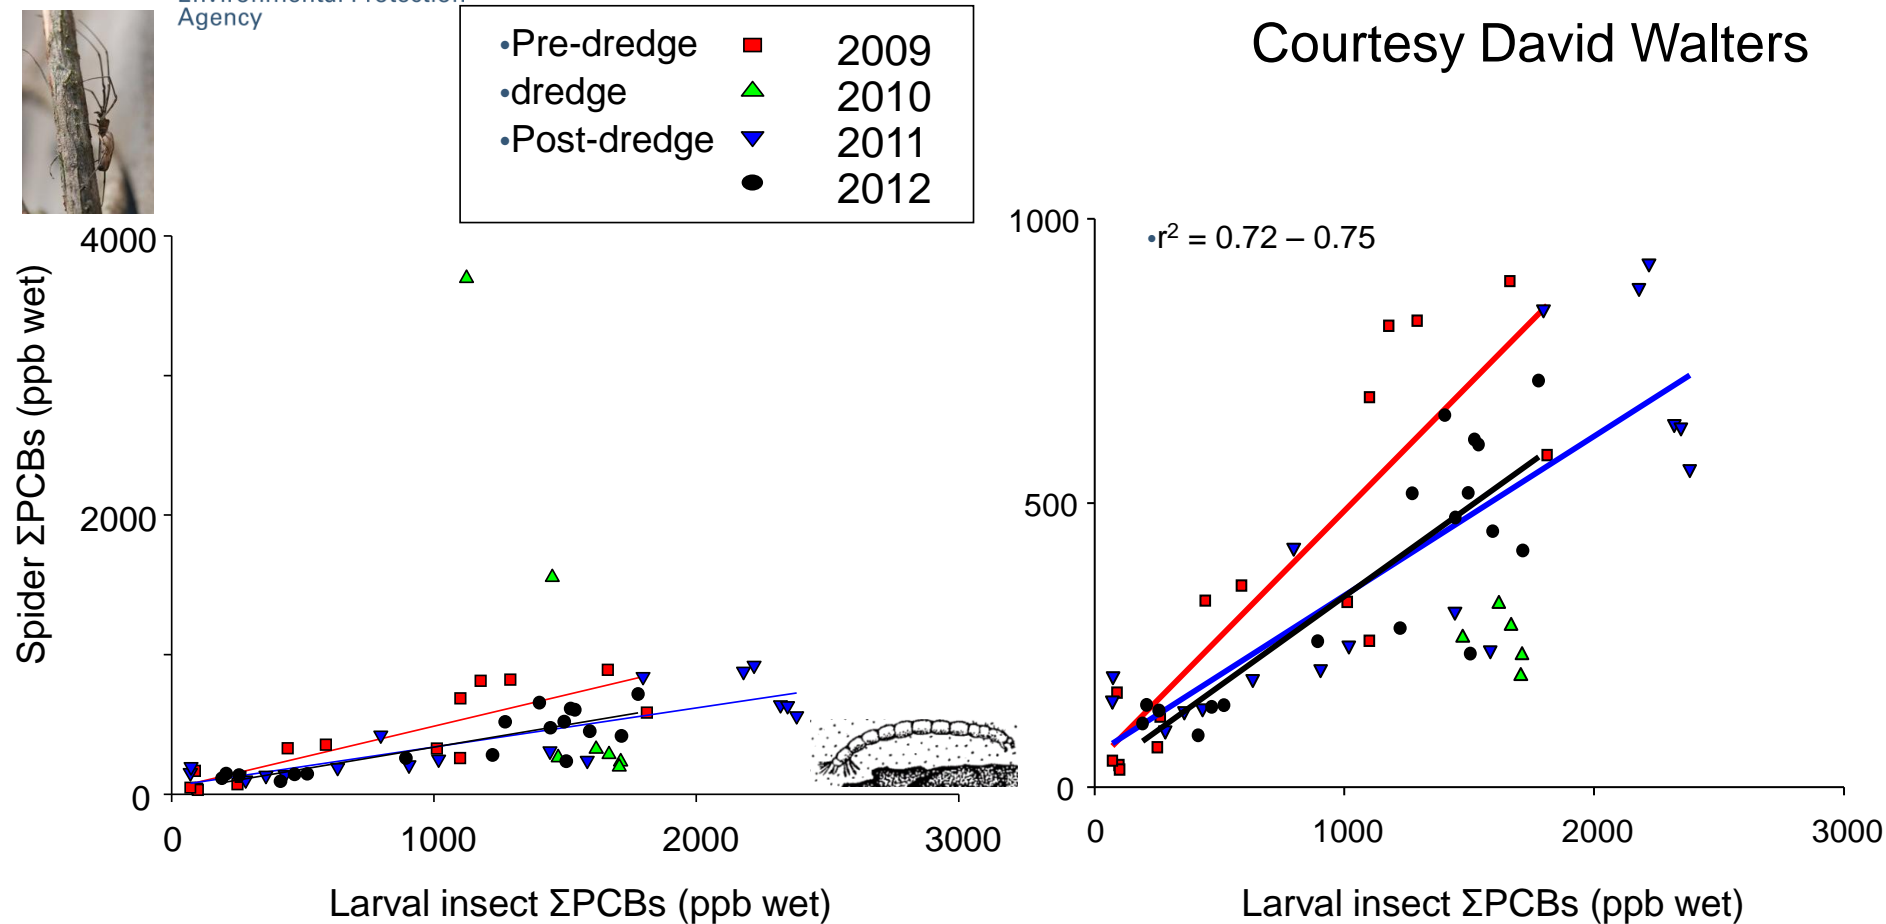 Environmental Protection
Agency
•Pre-dredge 2009
•dredge 2010
•Post-dredge 2011
2012
Courtesy David Walters
4000
2000
0
0 1000 2000 3000
Spider ΣPCBs (ppb wet)
Larval insect ΣPCBs (ppb wet)
1000
•r² = 0.72 – 0.75
500
0
0 1000 2000 3000
Larval insect ΣPCBs (ppb wet)